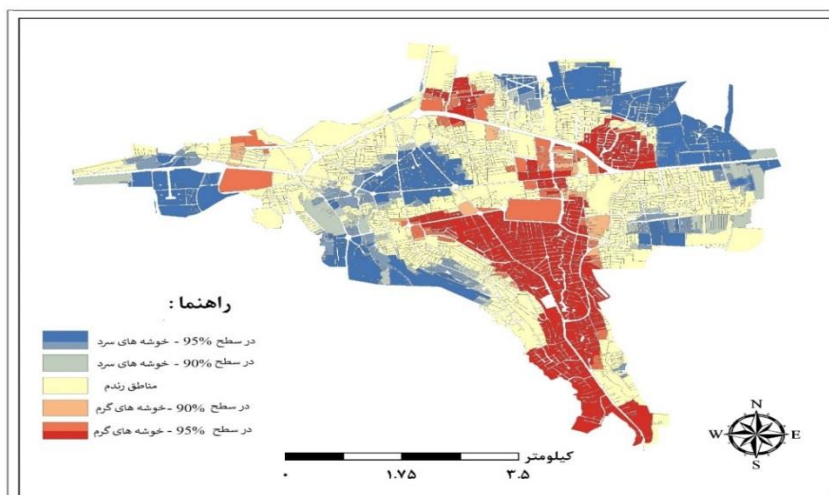 راهنما :
در سطح 95% - خوشه های سرد
در سطح 90% - خوشه های سرد
مناطق رندم
در سطح 90% - خوشه های گرم
در سطح 95% - خوشه های گرم
کیلومتر
۰ ۱.۷۵ ۳.۵
N
W E
S